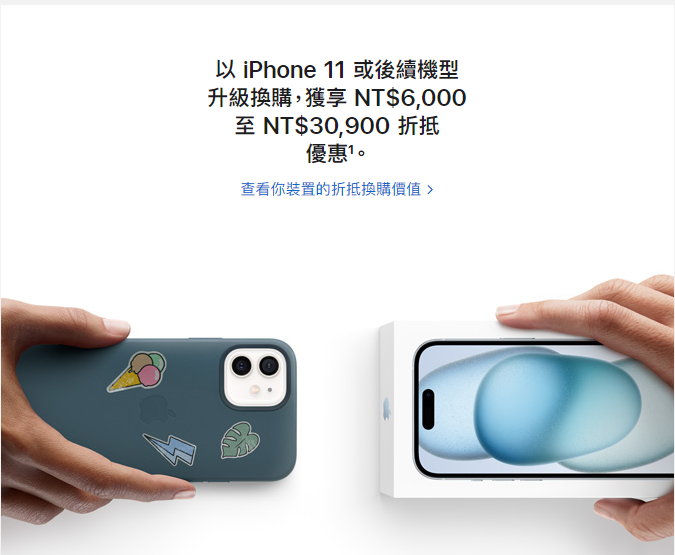 以 iPhone 11 或後續機型
升級換購，獲享 NT$6,000
至 NT$30,900 折抵
優惠¹。
查看你裝置的折抵換購價值 >